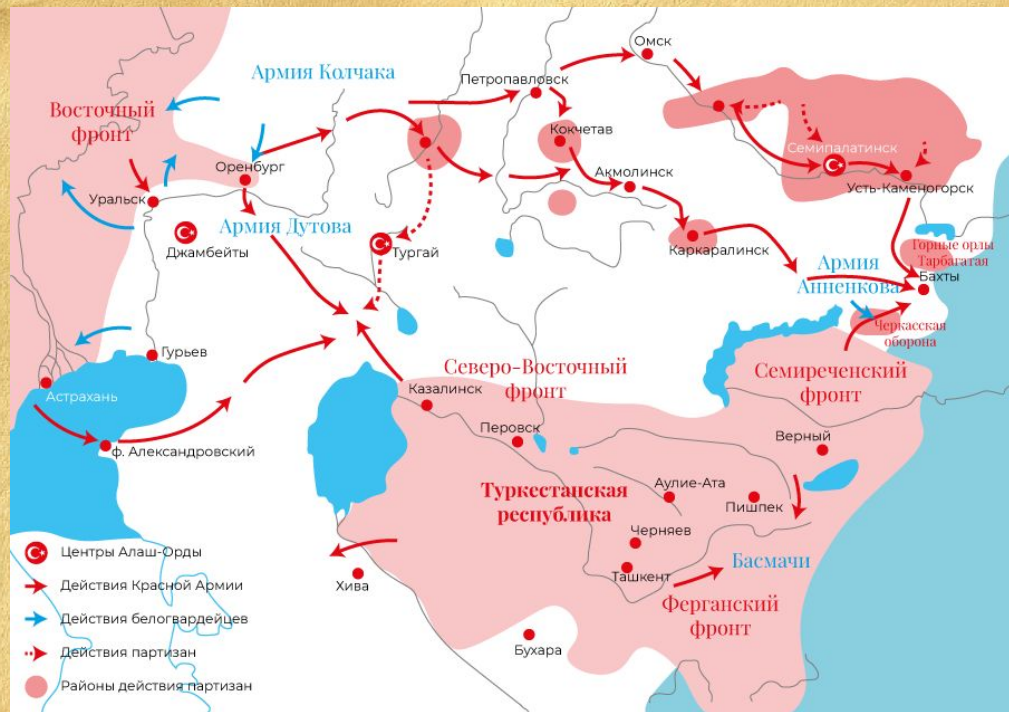 Омск
Армия Колчака
Петропавловск
Восточный
фронт
Кокчетав
Семипалатинск
Оренбург
Акмолинск
Усть-Каменогорск
Уральск
Армия Дутова
Джамбейты
Тургай
Каркаралинск
Горные орлы
Тарбагатая
Армия
Анненкова
Бахты
Черкасская
оборона
Гурьев
Северо-Восточный
фронт
Семиреченский
фронт
Астрахань
Казалинск
ф. Александровский
Перовск
Верный
Туркестанская
республика
Аулие-Ата
Пишпек
Черняев
Ташкент
Басмачи
Хива
Ферганский
фронт
Бухара
Центры Алаш-Орды
Действия Красной Армии
Действия белогвардейцев
Действия партизан
Районы действия партизан